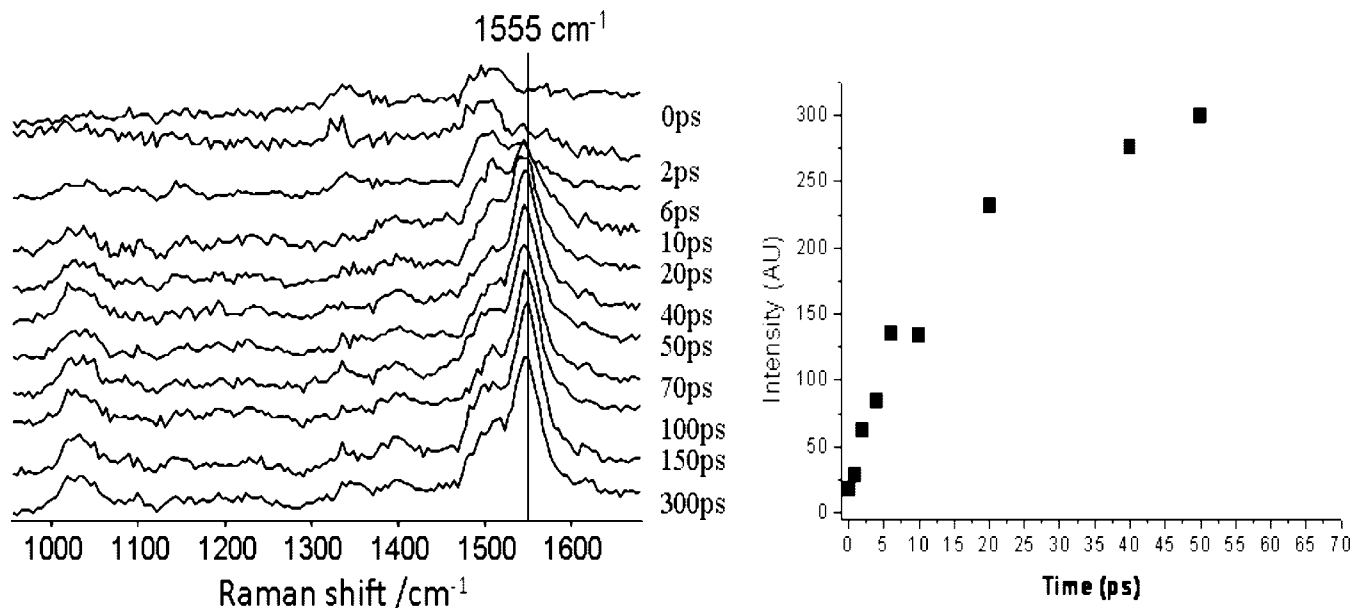 1555 cm⁻¹
0ps
2ps
6ps
10ps
20ps
40ps
50ps
70ps
100ps
150ps
300ps
1000 1100 1200 1300 1400 1500 1600
Raman shift /cm⁻¹
300
250
200
150
100
50
0
Intensity (AU)
0 5 10 15 20 25 30 35 40 45 50 55 60 65 70
Time (ps)